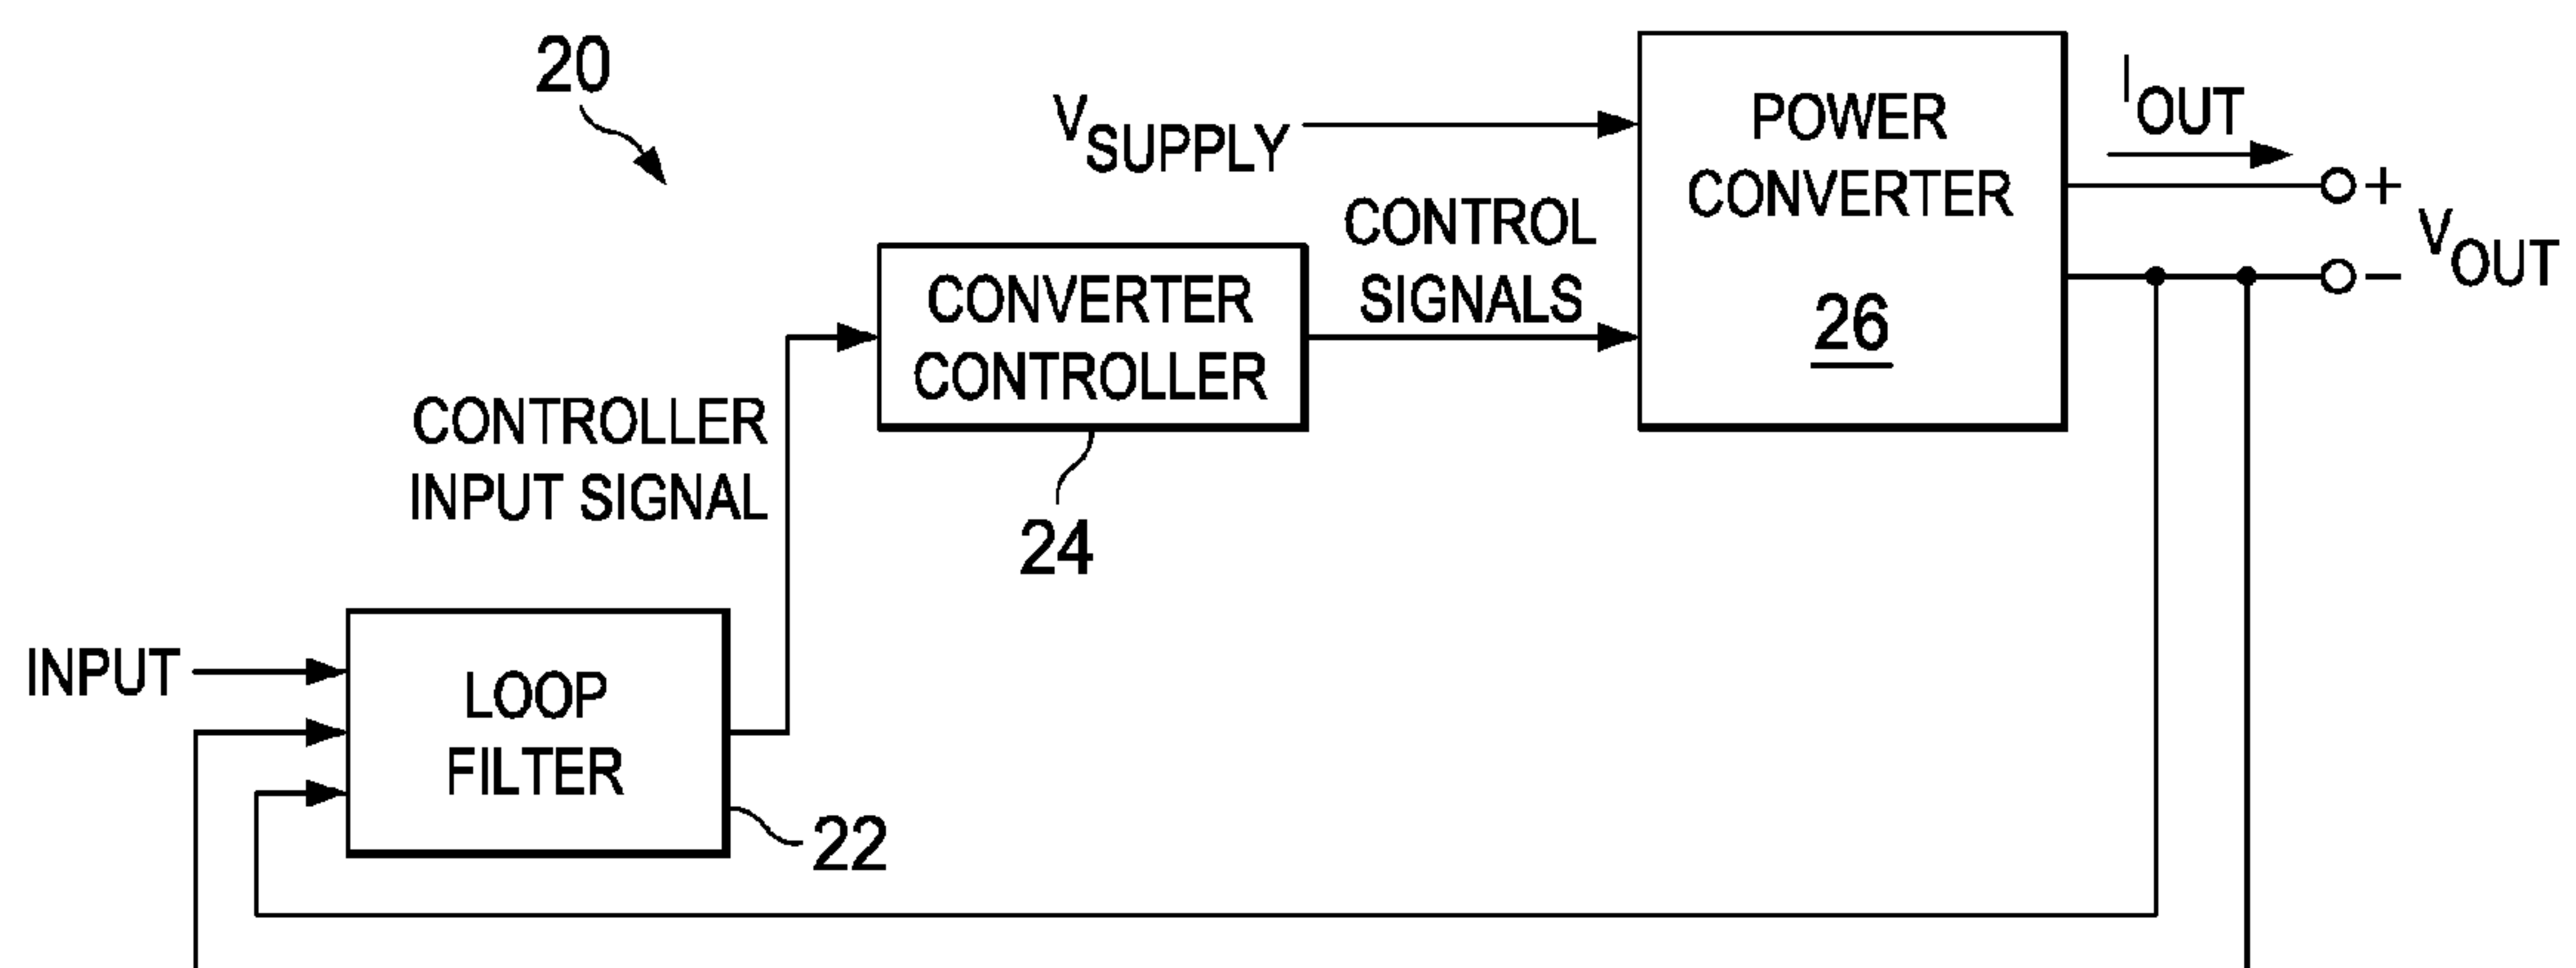 20
VSUPPLY
POWER
CONVERTER
26
IOUT
+
VOUT
−
CONTROL
SIGNALS
CONVERTER
CONTROLLER
24
CONTROLLER
INPUT SIGNAL
INPUT
LOOP
FILTER
22